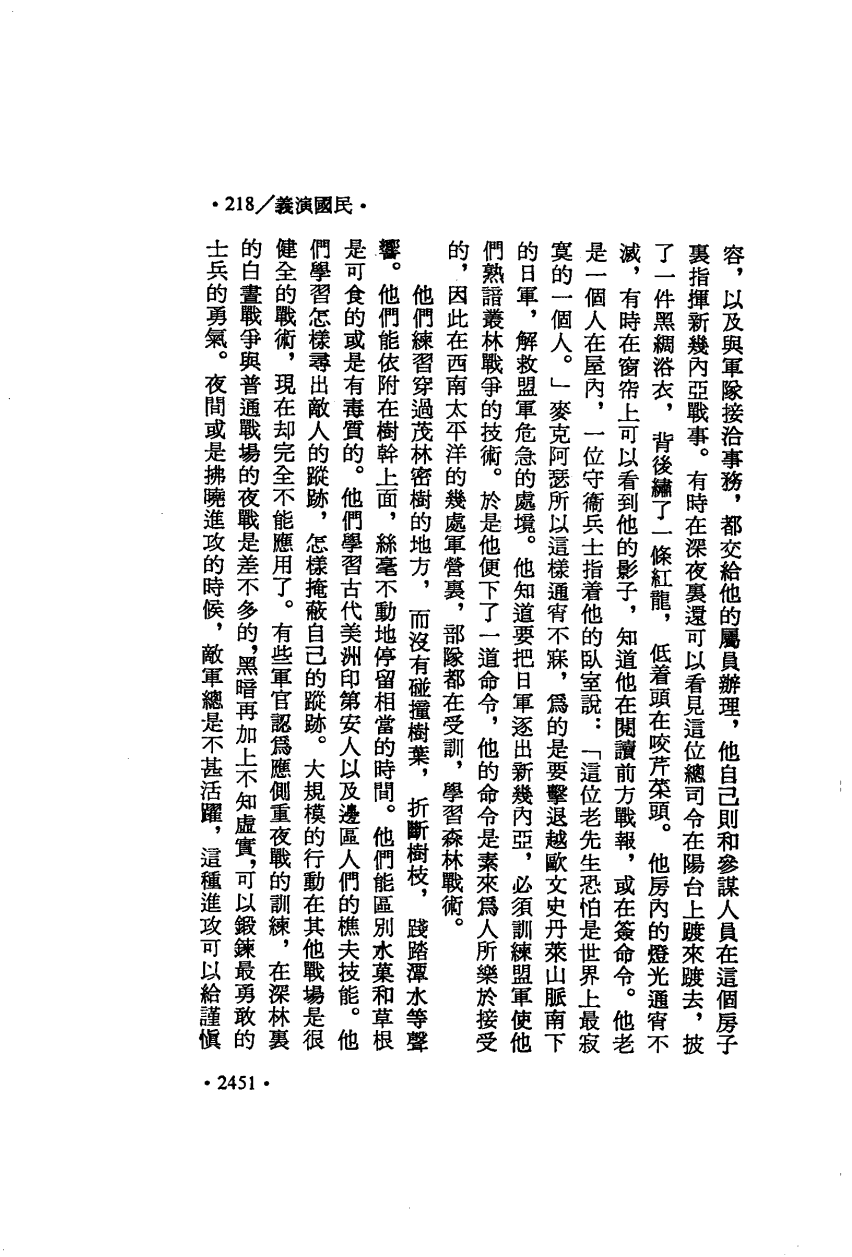 ·218／義演國民·
容，以及與軍隊接洽事務，都交給他的屬員辦理，他自己則和參謀人員在這個房子
裏指揮新幾內亞戰事。有時在深夜裏還可以看見這位總司令在陽台上踱來踱去，披
了一件黑綢浴衣，背後繡了一條紅龍，低着頭在咬芹菜頭。他房內的燈光通宵不
滅，有時在窗帘上可以看到他的影子，知道他在閱讀前方戰報，或在簽命令。他老
是一個人在屋內，一位守衞兵士指着他的臥室說：「這位老先生恐怕是世界上最寂
寞的一個人。」麥克阿瑟所以這樣通宵不寐，爲的是要擊退越歐文史丹萊山脈南下
的日軍，解救盟軍危急的處境。他知道要把日軍逐出新幾內亞，必須訓練盟軍使他
們熟諳叢林戰爭的技術。於是他便下了一道命令，他的命令是素來爲人所樂於接受
的，因此在西南太平洋的幾處軍營裏，部隊都在受訓，學習森林戰術。
他們練習穿過茂林密樹的地方，而沒有碰撞樹葉，折斷樹枝，踐踏潭水等聲
響。他們能依附在樹幹上面，絲毫不動地停留相當的時間。他們能區別水菓和草根
是可食的或是有毒質的。他們學習古代美洲印第安人以及邊區人們的樵夫技能。他
們學習怎樣尋出敵人的蹤跡，怎樣掩蔽自己的蹤跡。大規模的行動在其他戰場是很
健全的戰術，現在却完全不能應用了。有些軍官認爲應側重夜戰的訓練，在深林裏
的白晝戰爭與普通戰場的夜戰是差不多的，黑暗再加上不知虛實，可以鍛鍊最勇敢的
士兵的勇氣。夜間或是拂曉進攻的時候，敵軍總是不甚活躍，這種進攻可以給謹愼
·2451·